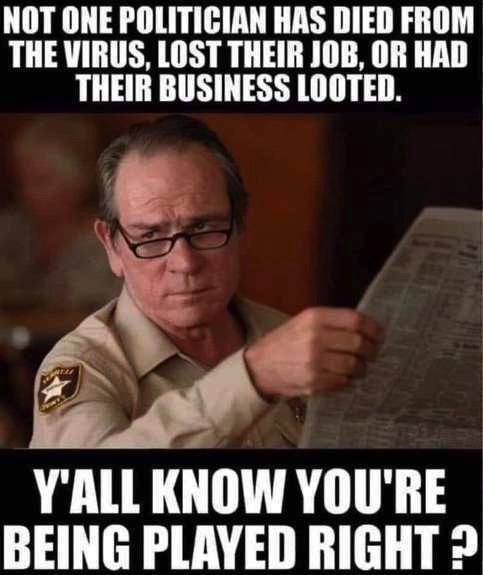 NOT ONE POLITICIAN HAS DIED FROM
THE VIRUS, LOST THEIR JOB, OR HAD
THEIR BUSINESS LOOTED.
Y'ALL KNOW YOU'RE
BEING PLAYED RIGHT ?